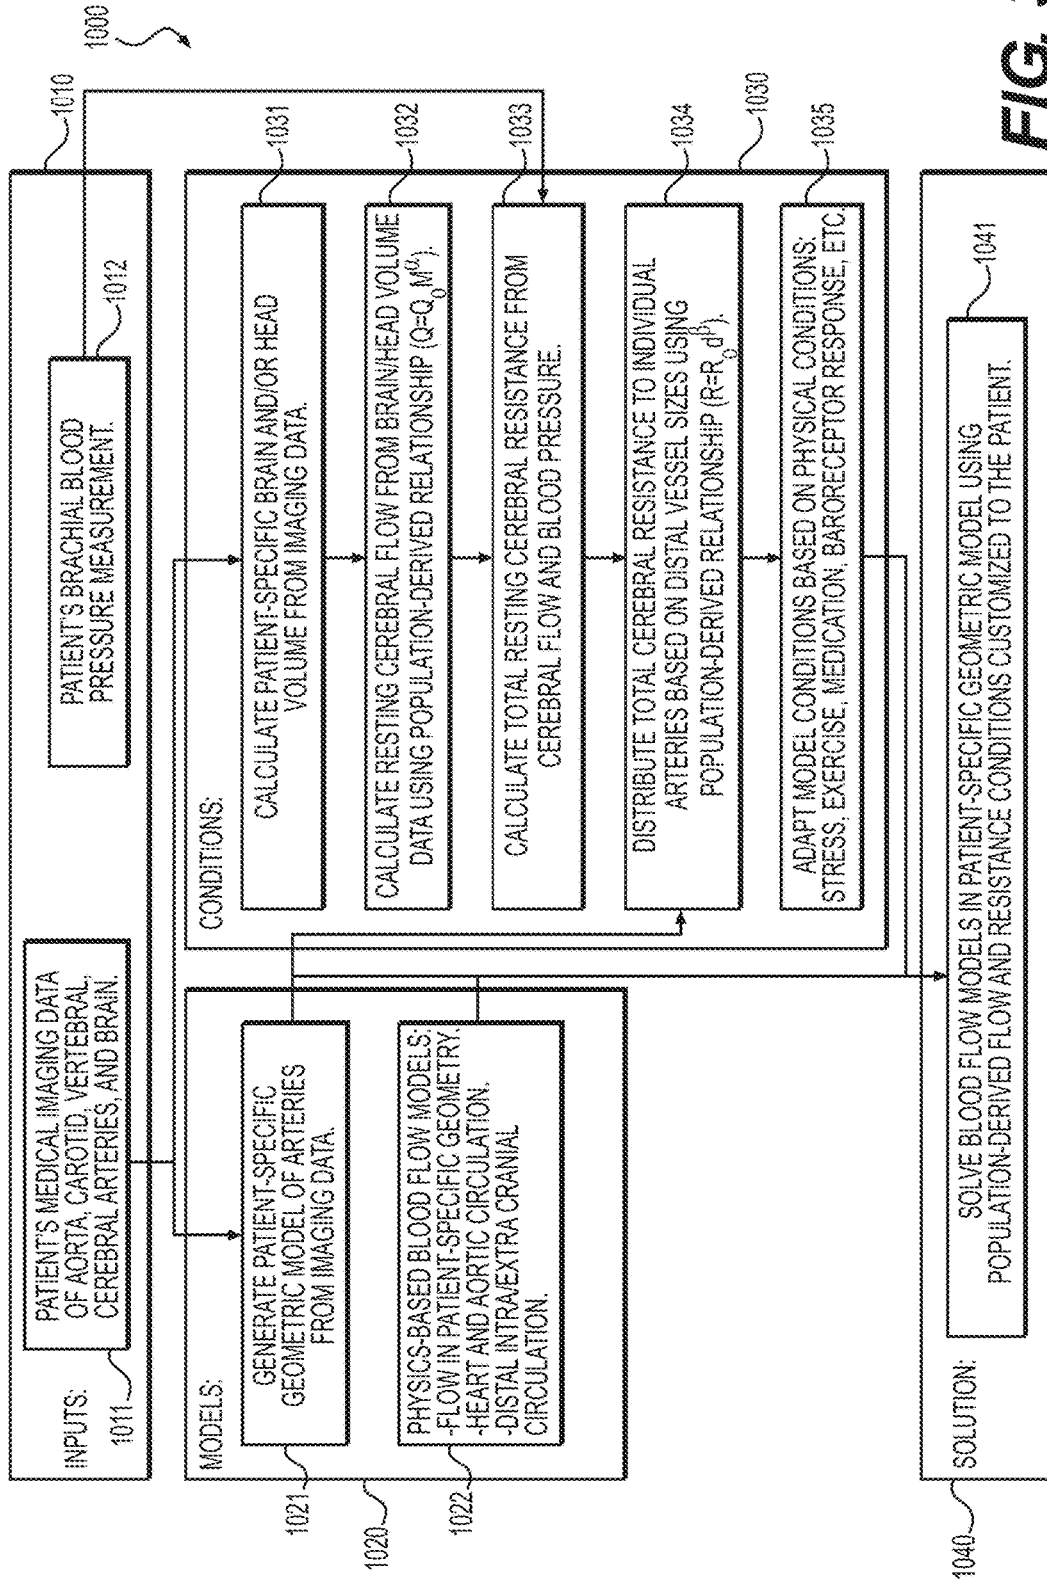 1000
1010
INPUTS:
PATIENT'S MEDICAL IMAGING DATA
OF AORTA, CAROTID, VERTEBRAL,
CEREBRAL ARTERIES, AND BRAIN.
1011
PATIENT'S BRACHIAL BLOOD
PRESSURE MEASUREMENT.
1012
MODELS:
GENERATE PATIENT-SPECIFIC
GEOMETRIC MODEL OF ARTERIES
FROM IMAGING DATA.
1021
1020
PHYSICS-BASED BLOOD FLOW MODELS:
-FLOW IN PATIENT-SPECIFIC GEOMETRY.
-HEART AND AORTIC CIRCULATION.
-DISTAL INTRA/EXTRA CRANIAL
CIRCULATION.
1022
CONDITIONS:
CALCULATE PATIENT-SPECIFIC BRAIN AND/OR HEAD
VOLUME FROM IMAGING DATA.
1031
CALCULATE RESTING CEREBRAL FLOW FROM BRAIN/HEAD VOLUME
DATA USING POPULATION-DERIVED RELATIONSHIP (Q=Q₀M^α).
1032
CALCULATE TOTAL RESTING CEREBRAL RESISTANCE FROM
CEREBRAL FLOW AND BLOOD PRESSURE.
1033
DISTRIBUTE TOTAL CEREBRAL RESISTANCE TO INDIVIDUAL
ARTERIES BASED ON DISTAL VESSEL SIZES USING
POPULATION-DERIVED RELATIONSHIP (R=R₀d^β).
1034
1030
ADAPT MODEL CONDITIONS BASED ON PHYSICAL CONDITIONS:
STRESS, EXERCISE, MEDICATION, BARORECEPTOR RESPONSE, ETC.
1035
SOLUTION:
1040
SOLVE BLOOD FLOW MODELS IN PATIENT-SPECIFIC GEOMETRIC MODEL USING
POPULATION-DERIVED FLOW AND RESISTANCE CONDITIONS CUSTOMIZED TO THE PATIENT.
1041
FIG.